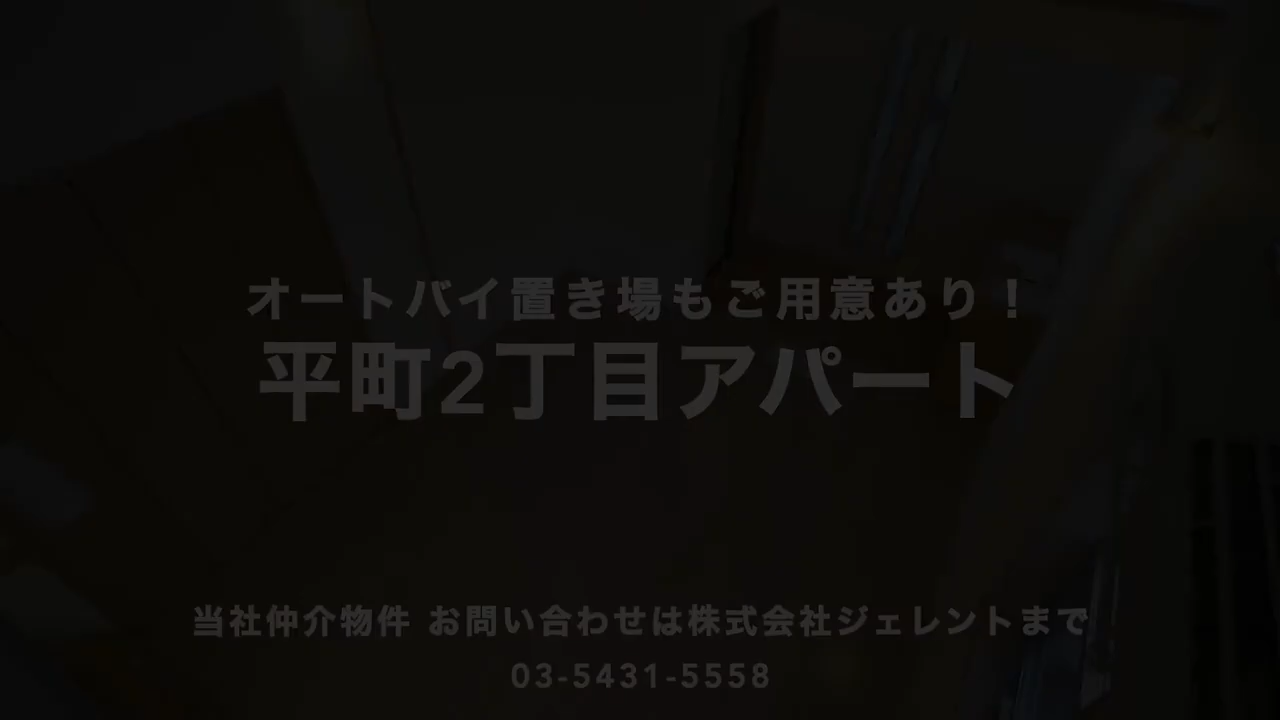 オートバイ置き場もご用意あり！
平町2丁目アパート
当社仲介物件 お問い合わせは株式会社ジェレントまで
03-5431-5558